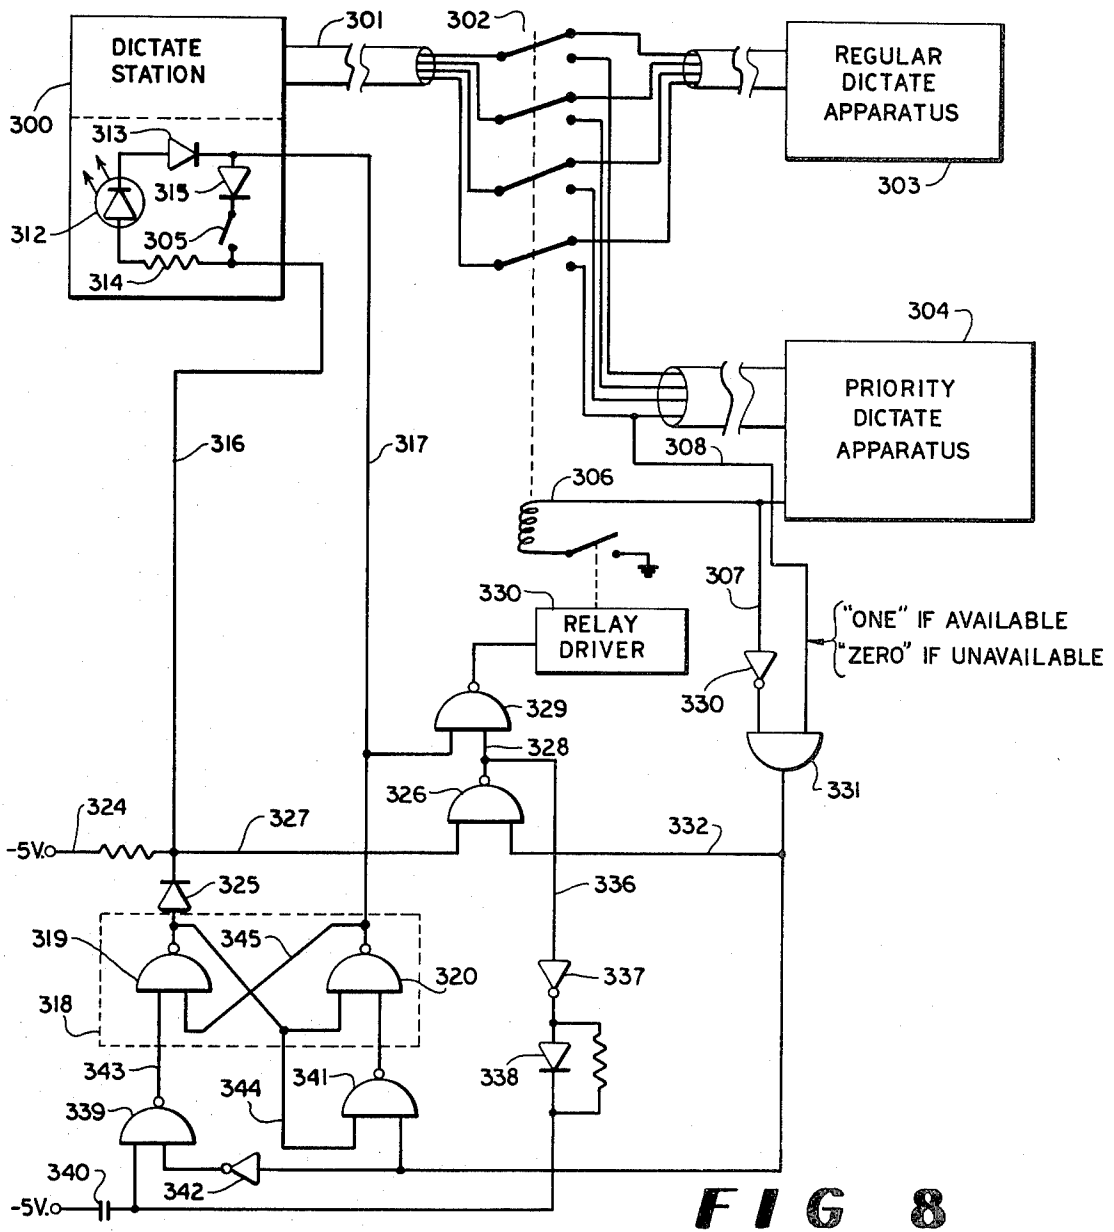 301
302
DICTATE
STATION
REGULAR
DICTATE
APPARATUS
300
313
315
303
312
305
314
304
PRIORITY
DICTATE
APPARATUS
316
317
308
306
307
330
RELAY
DRIVER
"ONE" IF AVAILABLE
"ZERO" IF UNAVAILABLE
330
329
328
326
331
324
327
332
-5V.
325
336
319
345
320
337
318
343
341
338
344
339
340
342
-5V.
FIG 8